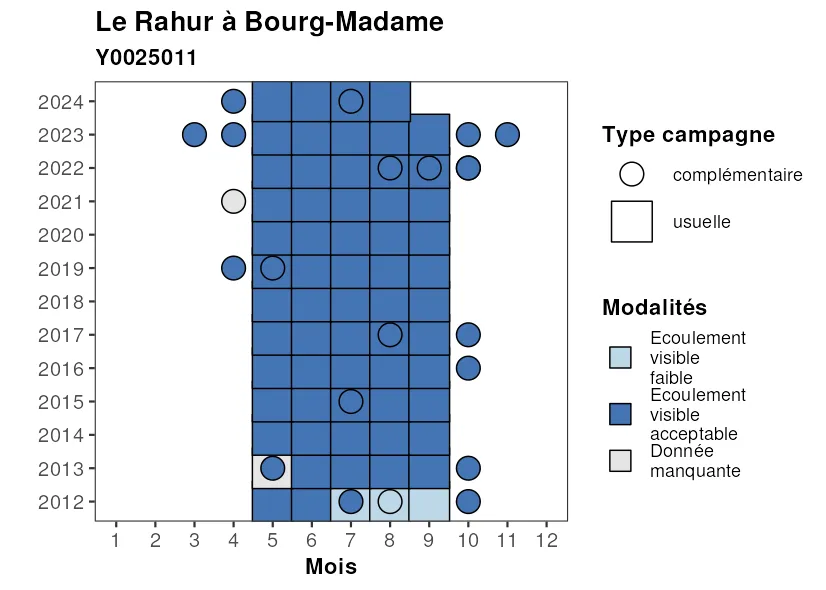 Le Rahur à Bourg-Madame
Y0025011
2024
2023
2022
2021
2020
2019
2018
2017
2016
2015
2014
2013
2012
1 2 3 4 5 6 7 8 9 10 11 12
Mois
Type campagne
complémentaire
usuelle
Modalités
Ecoulement
visible
faible
Ecoulement
visible
acceptable
Donnée
manquante